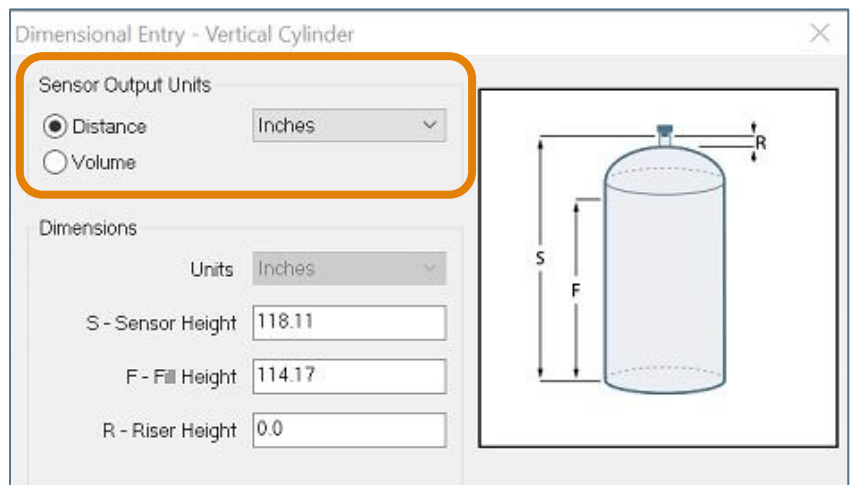 Dimensional Entry - Vertical Cylinder
Sensor Output Units
Distance
Inches
Volume
Dimensions
Units
Inches
S - Sensor Height
118.11
F - Fill Height
114.17
R - Riser Height
0.0
R
S
F